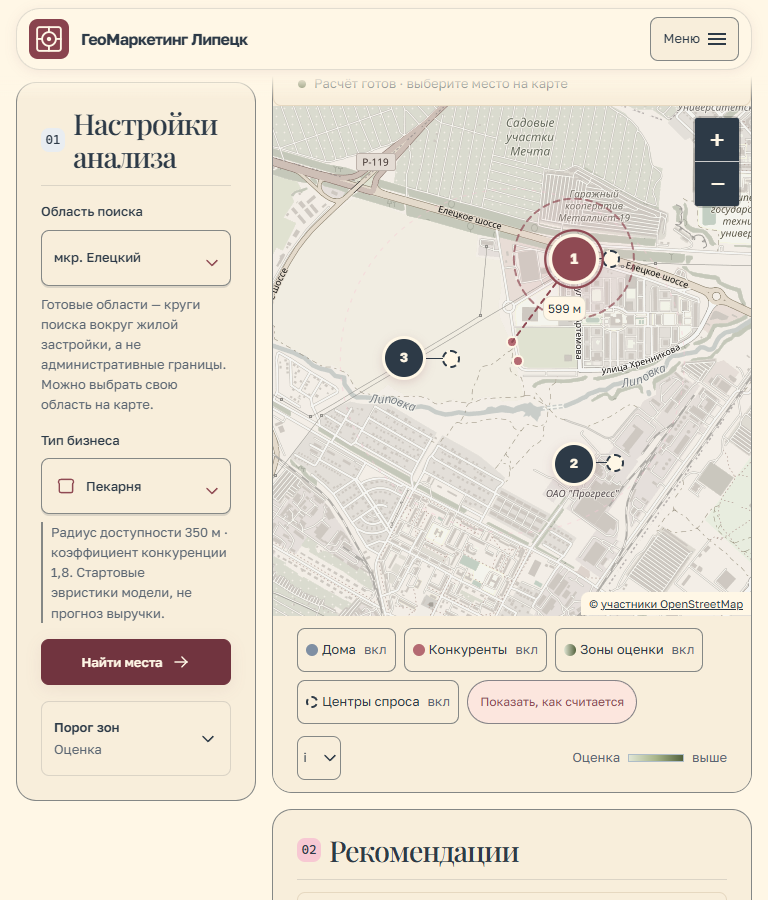 ГеоМаркетинг Липецк
Меню
01
Настройки
анализа
Область поиска
мкр. Елецкий
Готовые области — круги
поиска вокруг жилой
застройки, а не
административные границы.
Можно выбрать свою
область на карте.
Тип бизнеса
Пекарня
Радиус доступности 350 м ·
коэффициент конкуренции
1,8. Стартовые
эвристики модели, не
прогноз выручки.
Найти места
Порог зон
Оценка
Расчёт готов · выберите место на карте
Садовые
участки
Мечта
Р-119
+
−
Гаражный
кооператив
Металлист-19
Елецкое шоссе
1
Елецкое шоссе
шоссе
599 м
3
улица Хренникова
Липовка
Липовка
2
ОАО "Прогресс"
© участники OpenStreetMap
Дома вкл
Конкуренты вкл
Зоны оценки вкл
Центры спроса вкл
Показать, как считается
i
Оценка
выше
02
Рекомендации